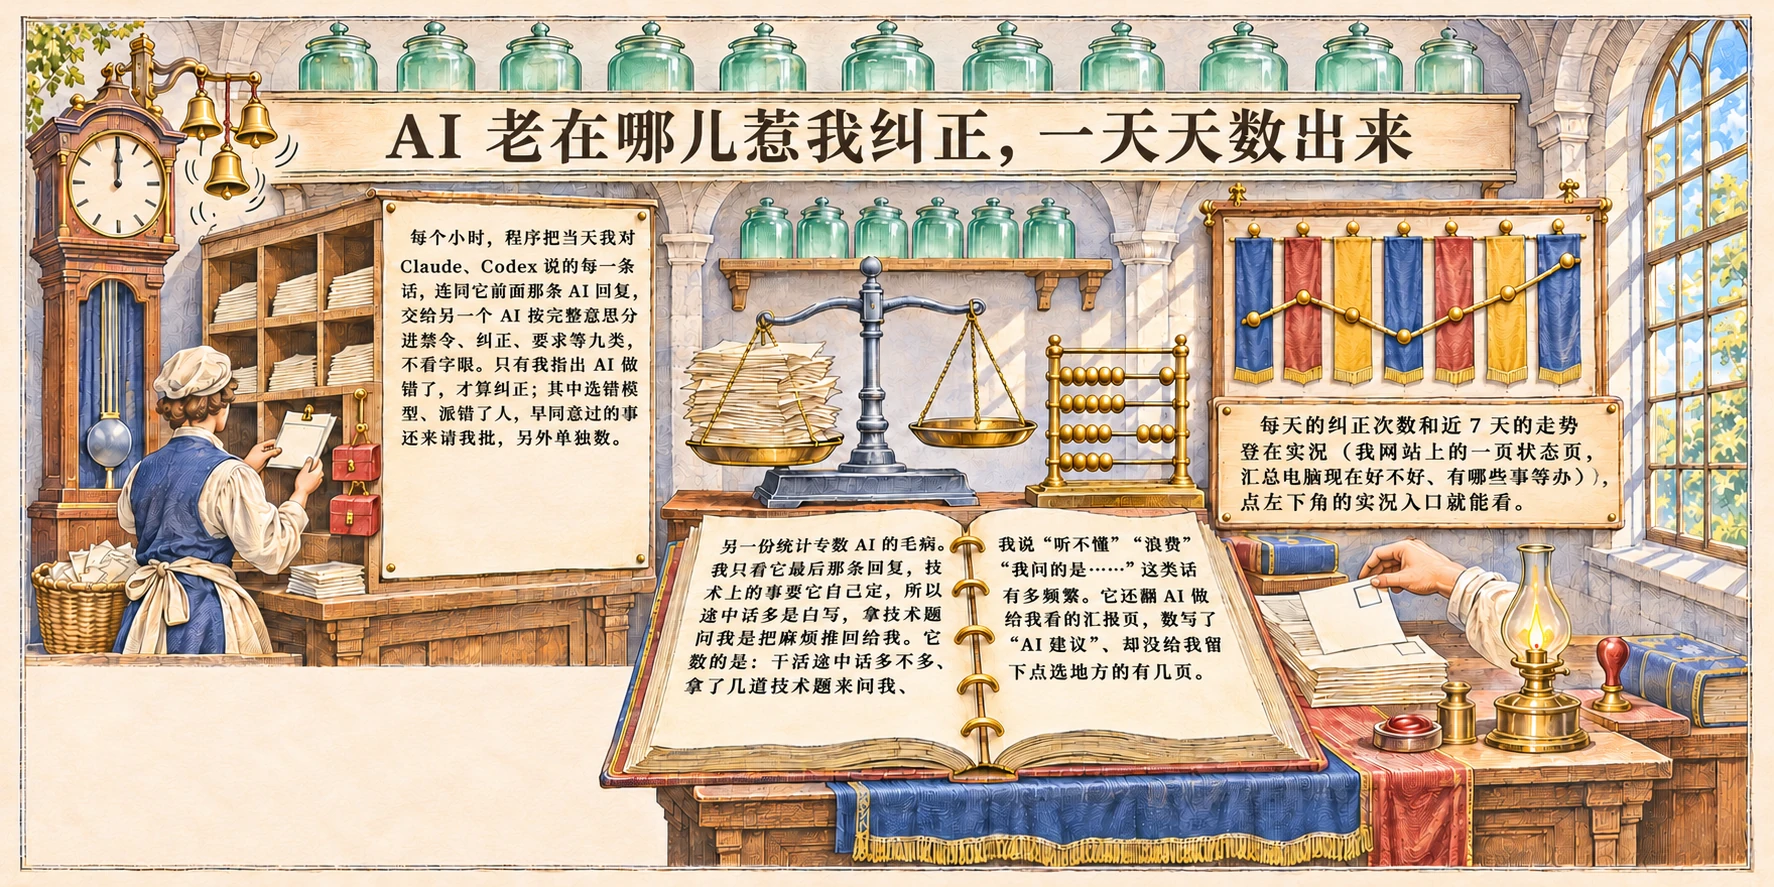 AI 老在哪儿惹我纠正，一天天数出来
每个小时，程序把当天我对
Claude、Codex 说的每一条
话，连同它前面那条 AI 回复，
交给另一个 AI 按完整意思分
进禁令、纠正、要求等九类，
不看字眼。只有我指出 AI 做
错了，才算纠正；其中选错模
型、派错了人，早同意过的事
还来请我批，另外单独数。
每天的纠正次数和近 7 天的走势
登在实况（我网站上的一页状态页，
汇总电脑现在好不好、有哪些事等办）），
点左下角的实况入口就能看。
另一份统计专数 AI 的毛病。
我只看它最后那条回复，技
术上的事要它自己定，所以
途中话多是白写，拿技术题
问我是把麻烦推回给我。它
数的是：干活途中话多不多、
拿了几道技术题来问我、
我说“听不懂”“浪费”
“我问的是……”这类话
有多频繁。它还翻 AI 做
给我看的汇报页，数写了
“AI 建议”、却没给我留
下点选地方的有几页。